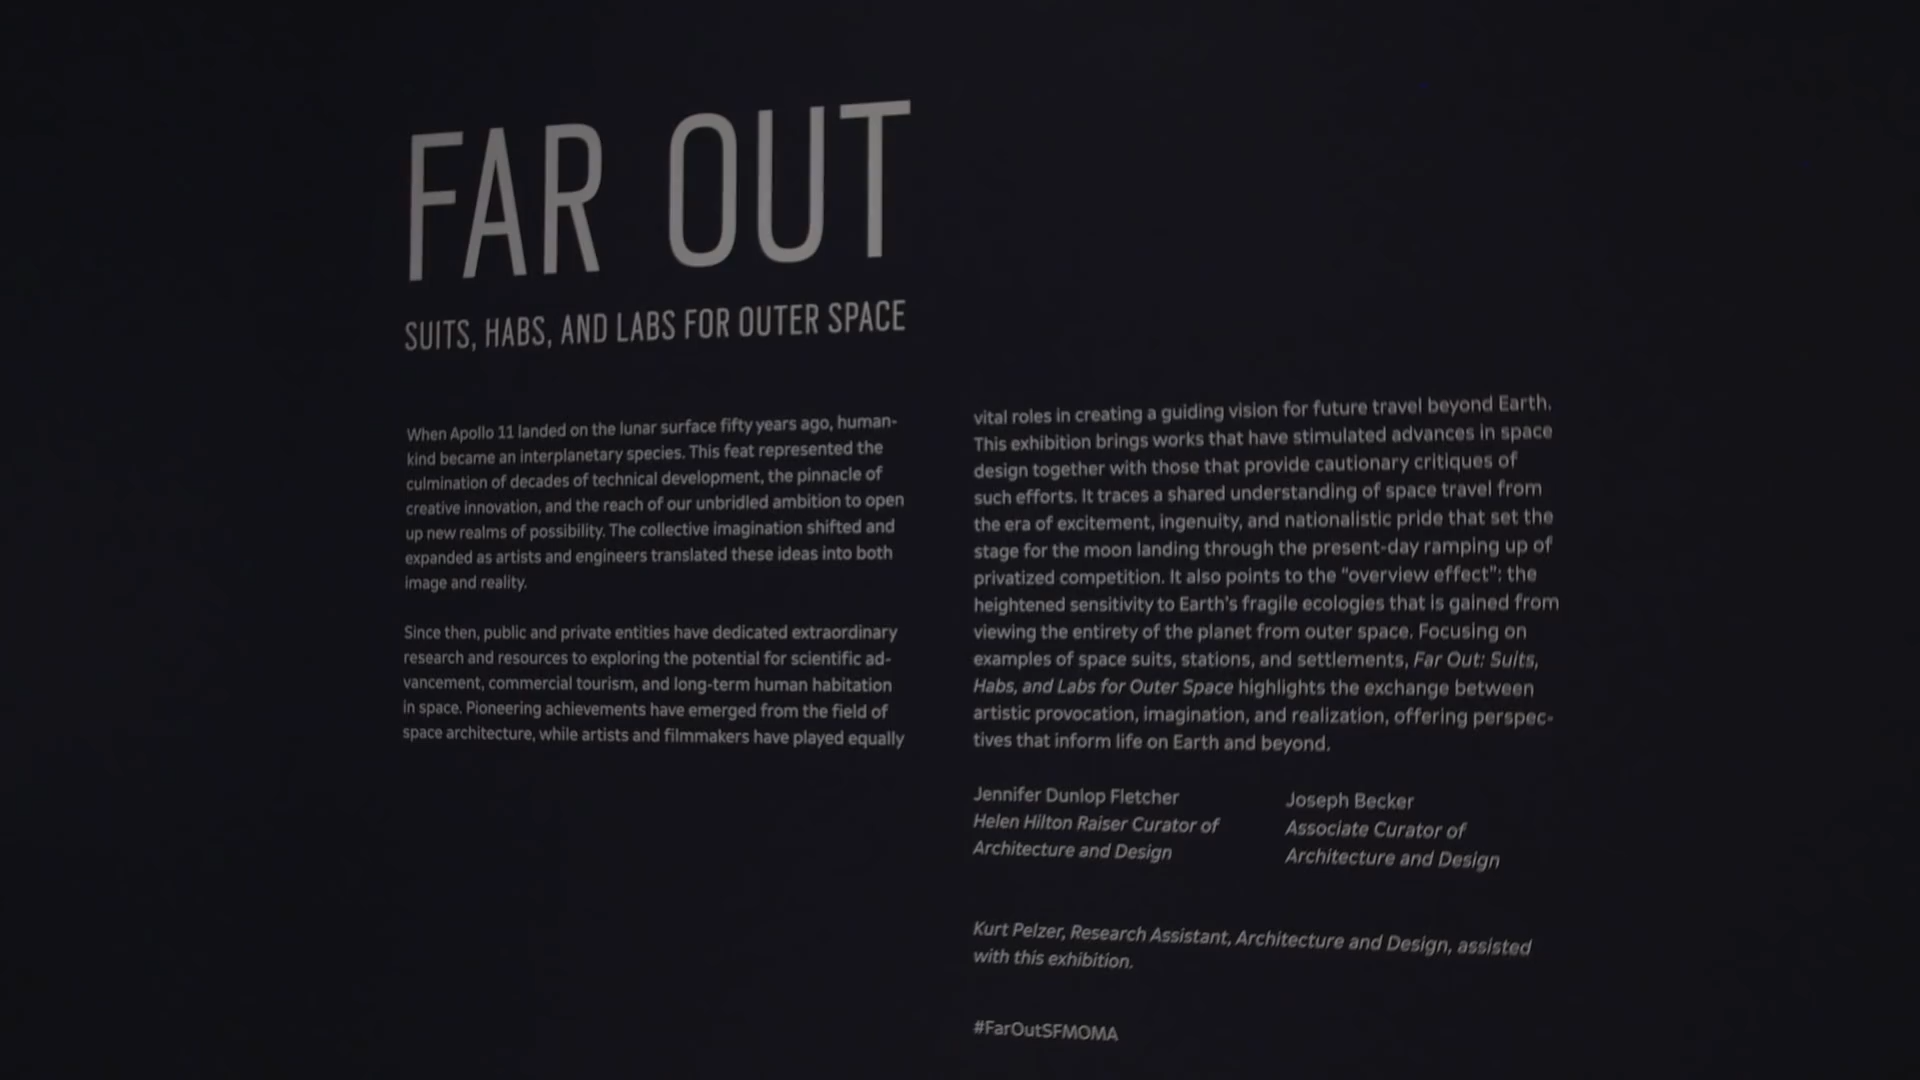 FAR OUT
SUITS, HABS, AND LABS FOR OUTER SPACE
When Apollo 11 landed on the lunar surface fifty years ago, human-
kind became an interplanetary species. This feat represented the
culmination of decades of technical development, the pinnacle of
creative innovation, and the reach of our unbridled ambition to open
up new realms of possibility. The collective imagination shifted and
expanded as artists and engineers translated these ideas into both
image and reality.
Since then, public and private entities have dedicated extraordinary
research and resources to exploring the potential for scientific ad-
vancement, commercial tourism, and long-term human habitation
in space. Pioneering achievements have emerged from the field of
space architecture, while artists and filmmakers have played equally
vital roles in creating a guiding vision for future travel beyond Earth.
This exhibition brings works that have stimulated advances in space
design together with those that provide cautionary critiques of
such efforts. It traces a shared understanding of space travel from
the era of excitement, ingenuity, and nationalistic pride that set the
stage for the moon landing through the present-day ramping up of
privatized competition. It also points to the “overview effect”: the
heightened sensitivity to Earth’s fragile ecologies that is gained from
viewing the entirety of the planet from outer space. Focusing on
examples of space suits, stations, and settlements, Far Out: Suits,
Habs, and Labs for Outer Space highlights the exchange between
artistic provocation, imagination, and realization, offering perspec-
tives that inform life on Earth and beyond.
Jennifer Dunlop Fletcher
Helen Hilton Raiser Curator of
Architecture and Design
Joseph Becker
Associate Curator of
Architecture and Design
Kurt Pelzer, Research Assistant, Architecture and Design, assisted
with this exhibition.
#FarOutSFMOMA